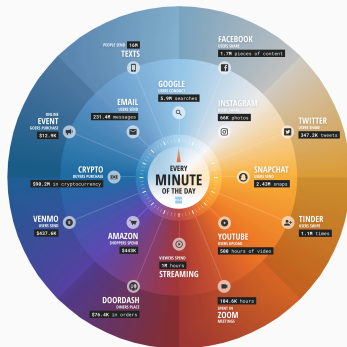 PEOPLE SEND 16M
TEXTS
FACEBOOK
USERS SHARE
1.7M pieces of content
GOOGLE
USERS CONDUCT
5.9M searches
EMAIL
USERS SEND
231.4M messages
INSTAGRAM
USERS SHARE
66K photos
ONLINE
EVENT
GOERS PURCHASE
$12.9K
TWITTER
USERS SHARE
347.2K tweets
EVERY
MINUTE
OF THE DAY
CRYPTO
BUYERS PURCHASE
$90.2M in cryptocurrency
SNAPCHAT
USERS SEND
2.43M snaps
VENMO
USERS SEND
$437.6K
TINDER
USERS SWIPE
1.1M times
AMAZON
SHOPPERS SPEND
$443K
YOUTUBE
USERS UPLOAD
500 hours of video
VIEWERS SPEND
1M hours
STREAMING
DOORDASH
DINERS PLACE
$76.4K in orders
104.6K hours
SPENT IN
ZOOM
MEETINGS